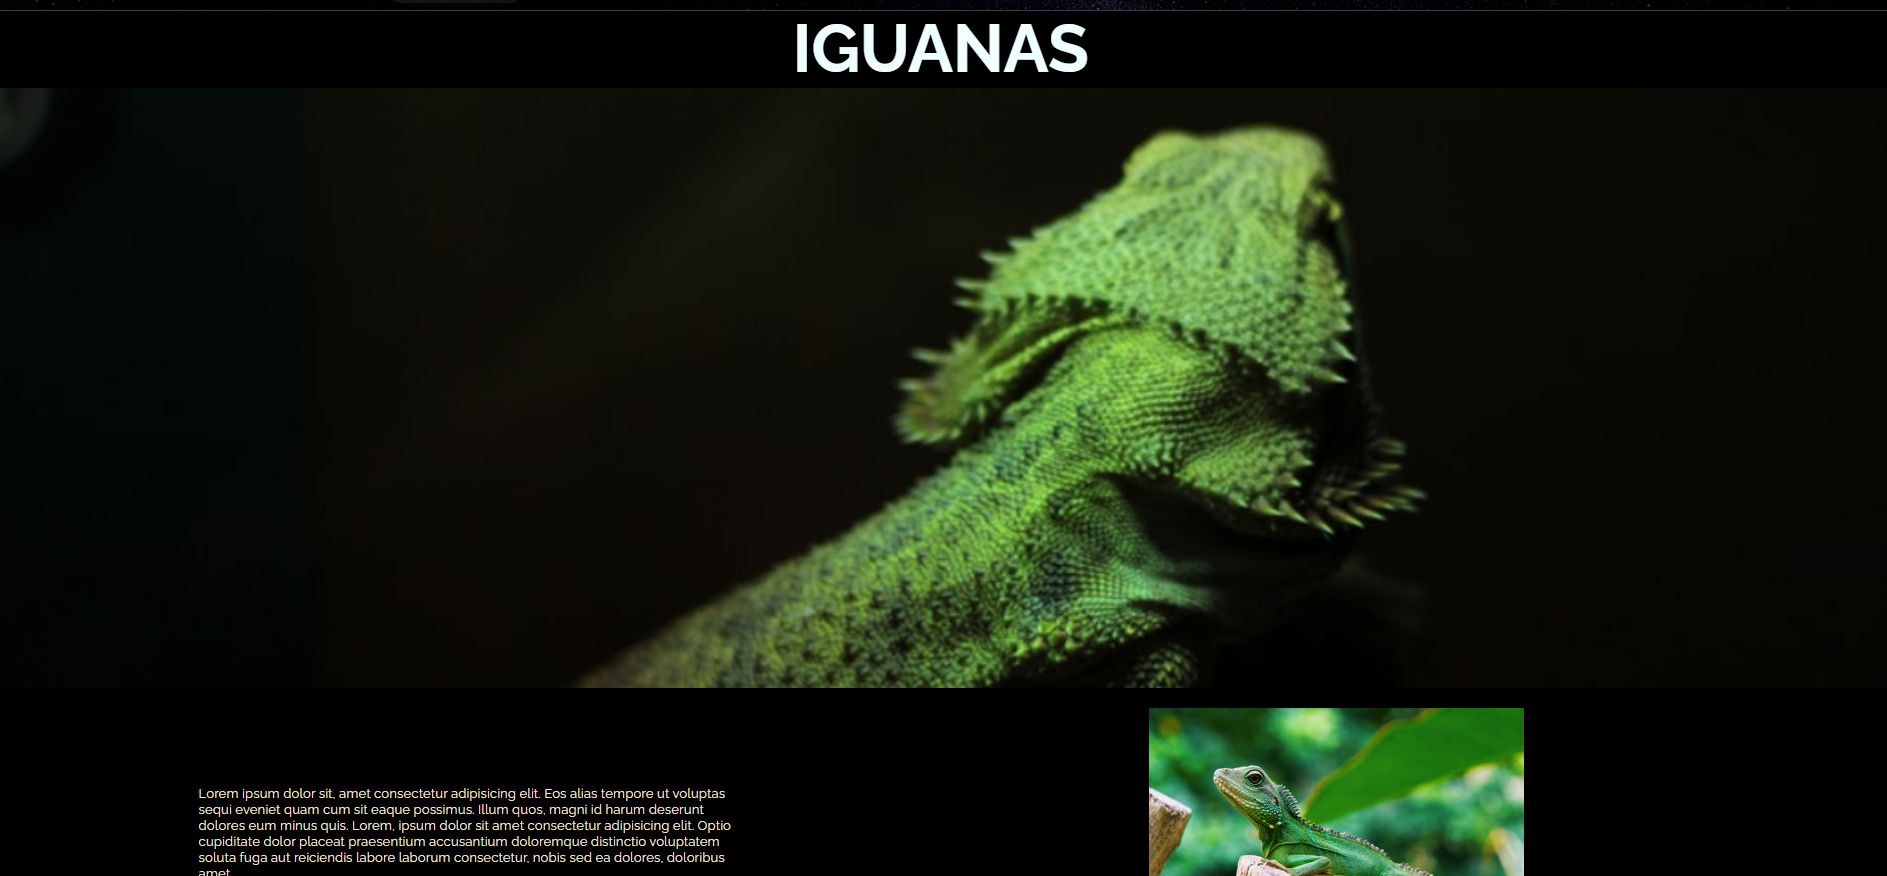 IGUANAS
Lorem ipsum dolor sit, amet consectetur adipisicing elit. Eos alias tempore ut voluptas
sequi eveniet quam cum sit eaque possimus. Illum quos, magni id harum deserunt
dolores eum minus quis. Lorem, ipsum dolor sit amet consectetur adipisicing elit. Optio
cupiditate dolor placeat praesentium accusantium doloremque distinctio voluptatem
soluta fuga aut reiciendis labore laborum consectetur, nobis sed ea dolores, doloribus
amet